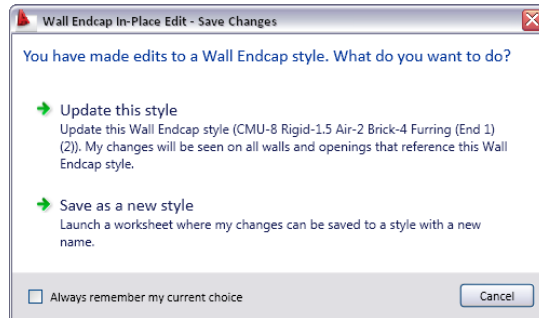 Wall Endcap In-Place Edit - Save Changes
You have made edits to a Wall Endcap style. What do you want to do?
Update this style
Update this Wall Endcap style (CMU-8 Rigid-1.5 Air-2 Brick-4 Furring (End 1)
(2)). My changes will be seen on all walls and openings that reference this Wall
Endcap style.
Save as a new style
Launch a worksheet where my changes can be saved to a style with a new
name.
Always remember my current choice
Cancel